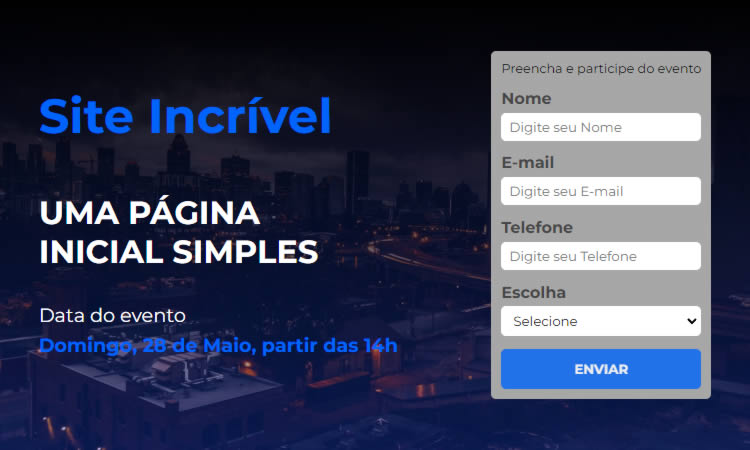 Site Incrível
UMA PÁGINA
INICIAL SIMPLES
Data do evento
Domingo, 28 de Maio, partir das 14h
Preencha e participe do evento
Nome
Digite seu Nome
E-mail
Digite seu E-mail
Telefone
Digite seu Telefone
Escolha
Selecione
ENVIAR